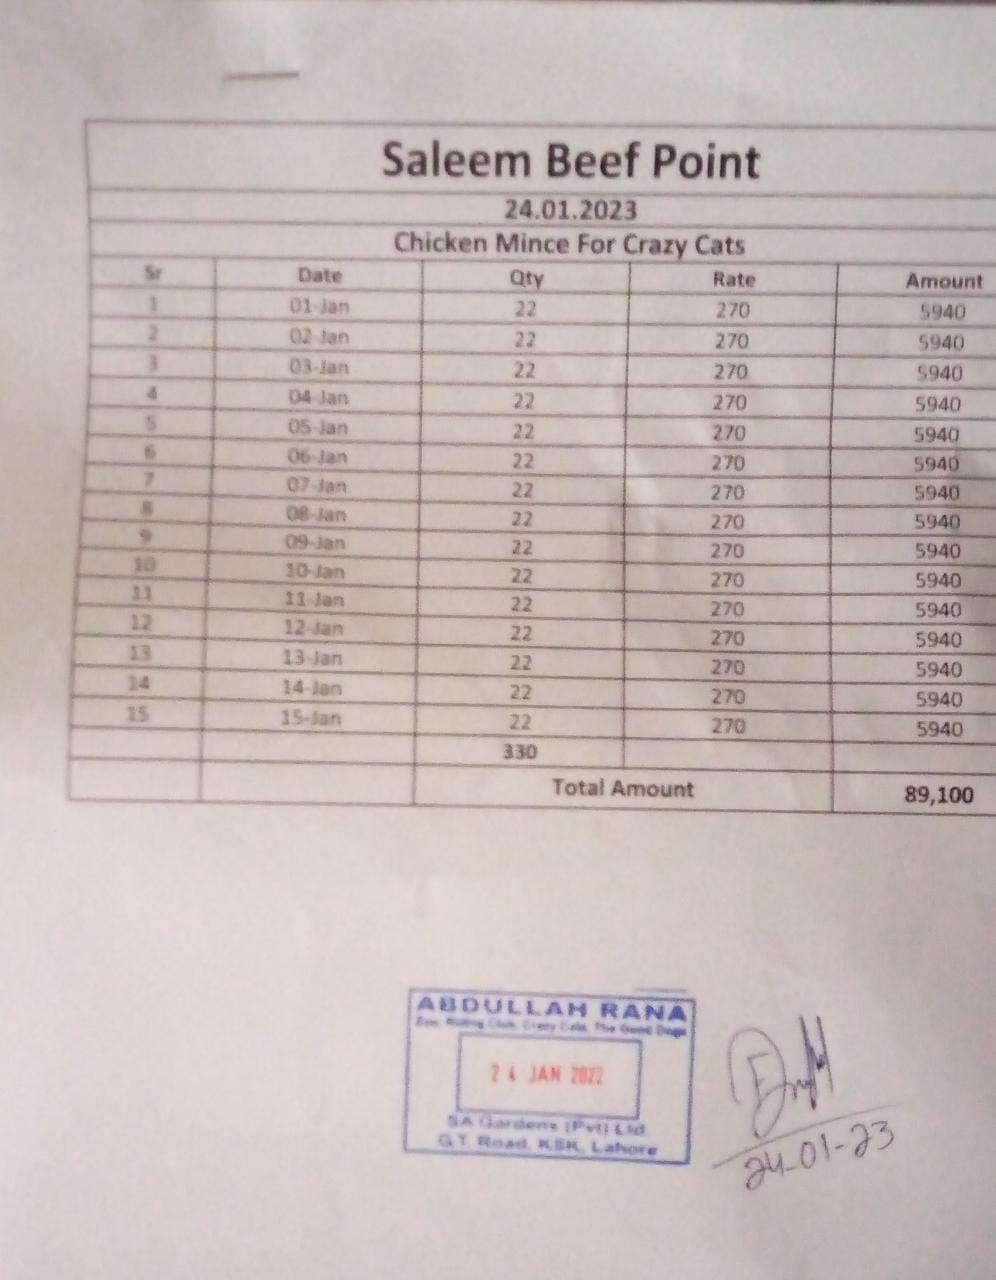 Saleem Beef Point
24.01.2023
Chicken Mince For Crazy Cats
Sr Date Qty Rate Amount
1 01-Jan 22 270 5940
2 02-Jan 22 270 5940
3 03-Jan 22 270 5940
4 04-Jan 22 270 5940
5 05-Jan 22 270 5940
6 06-Jan 22 270 5940
7 07-Jan 22 270 5940
8 08-Jan 22 270 5940
9 09-Jan 22 270 5940
10 10-Jan 22 270 5940
11 11-Jan 22 270 5940
12 12-Jan 22 270 5940
13 13-Jan 22 270 5940
14 14-Jan 22 270 5940
15 15-Jan 22 270 5940
330
Total Amount 89,100
ABDULLAH RANA
Zoo, Riding Club, Crazy Cats, The Good Dogs
24 JAN 2022
SA Gardens (Pvt) Ltd.
G.T. Road, KSK, Lahore
24-01-23